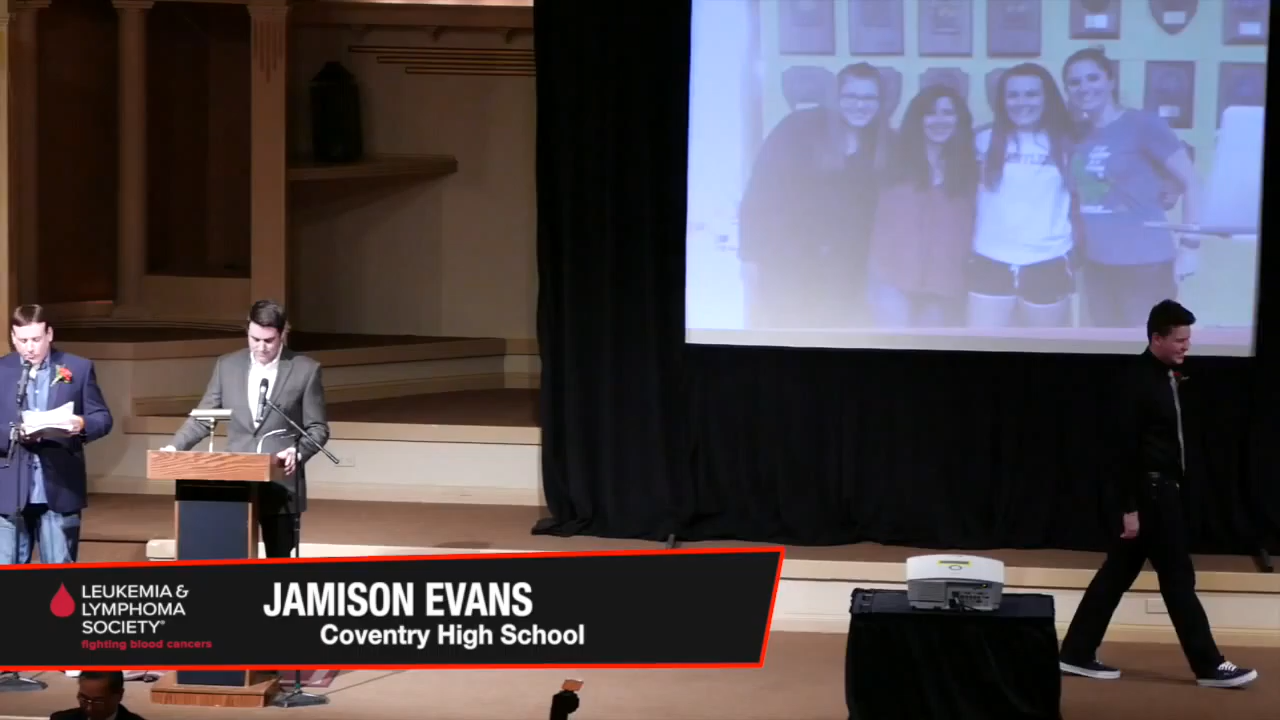 LEUKEMIA &
LYMPHOMA
SOCIETY®
fighting blood cancers
JAMISON EVANS
Coventry High School